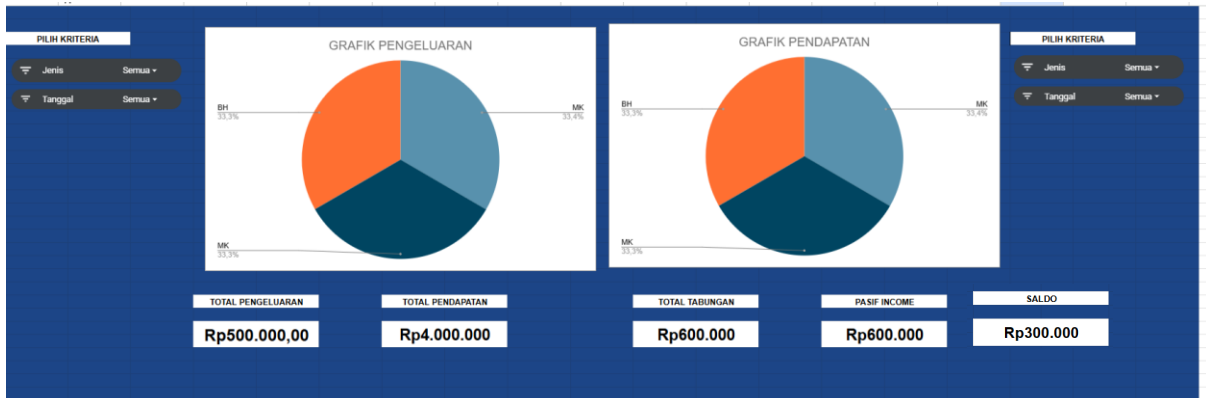 PILIH KRITERIA
Jenis Semua
Tanggal Semua
GRAFIK PENGELUARAN
BH
33,3%
MK
33,4%
MK
33,3%
GRAFIK PENDAPATAN
BH
33,3%
MK
33,4%
MK
33,3%
PILIH KRITERIA
Jenis Semua
Tanggal Semua
TOTAL PENGELUARAN
Rp500.000,00
TOTAL PENDAPATAN
Rp4.000.000
TOTAL TABUNGAN
Rp600.000
PASIF INCOME
Rp600.000
SALDO
Rp300.000